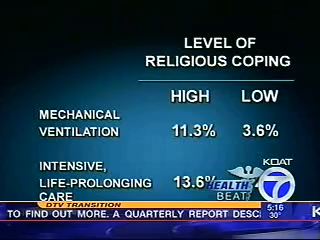 LEVEL OF
RELIGIOUS COPING
HIGH LOW
MECHANICAL
VENTILATION 11.3% 3.6%
INTENSIVE,
LIFE-PROLONGING 13.6%
CARE
KOAT
HEALTH 7
BEAT
DTV TRANSITION
5:16
30°
TO FIND OUT MORE. A QUARTERLY REPORT DESC